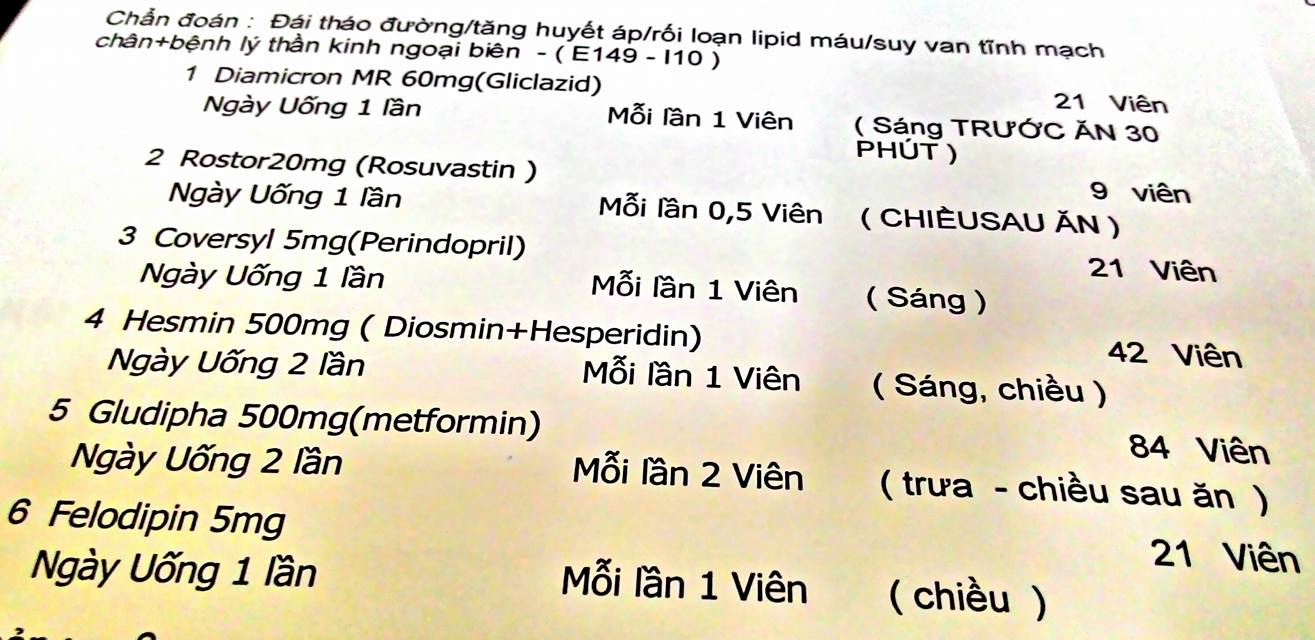 Chẩn đoán : Đái tháo đường/tăng huyết áp/rối loạn lipid máu/suy van tĩnh mạch
chân+bệnh lý thần kinh ngoại biên - ( E149 - I10 )
1 Diamicron MR 60mg(Gliclazid) 21 Viên
Ngày Uống 1 lần Mỗi lần 1 Viên ( Sáng TRƯỚC ĂN 30
PHÚT )
2 Rostor20mg (Rosuvastin ) 9 viên
Ngày Uống 1 lần Mỗi lần 0,5 Viên ( CHIỀUSAU ĂN )
3 Coversyl 5mg(Perindopril) 21 Viên
Ngày Uống 1 lần Mỗi lần 1 Viên ( Sáng )
4 Hesmin 500mg ( Diosmin+Hesperidin) 42 Viên
Ngày Uống 2 lần Mỗi lần 1 Viên ( Sáng, chiều )
5 Gludipha 500mg(metformin) 84 Viên
Ngày Uống 2 lần Mỗi lần 2 Viên ( trưa - chiều sau ăn )
6 Felodipin 5mg 21 Viên
Ngày Uống 1 lần Mỗi lần 1 Viên ( chiều )